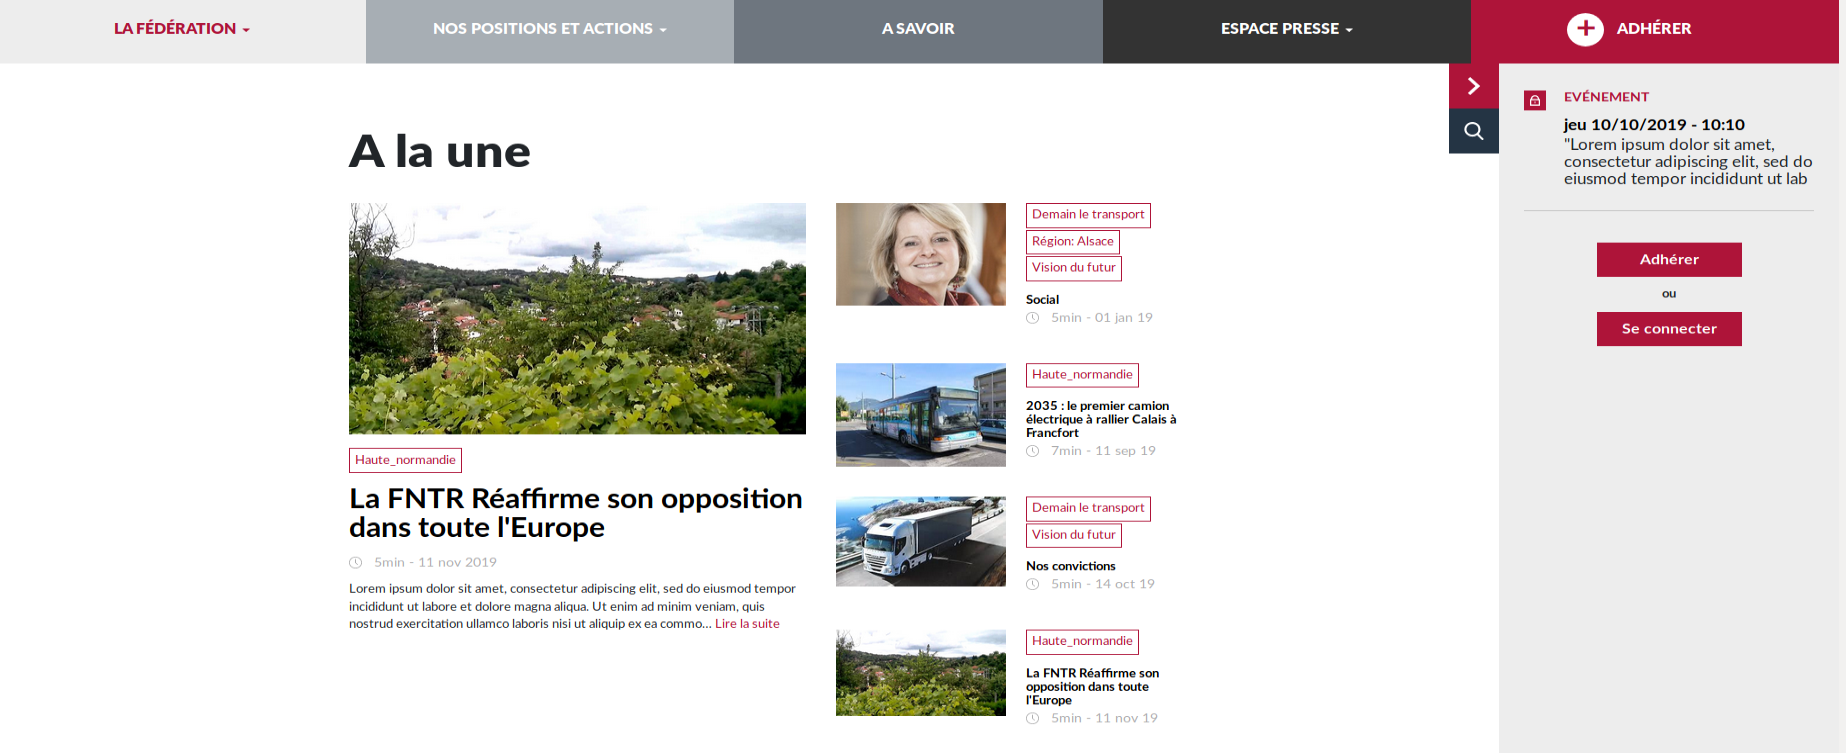 LA FÉDÉRATION
NOS POSITIONS ET ACTIONS
A SAVOIR
ESPACE PRESSE
ADHÉRER
A la une
Haute_normandie
La FNTR Réaffirme son opposition
dans toute l'Europe
5min - 11 nov 2019
Lorem ipsum dolor sit amet, consectetur adipiscing elit, sed do eiusmod tempor
incididunt ut labore et dolore magna aliqua. Ut enim ad minim veniam, quis
nostrud exercitation ullamco laboris nisi ut aliquip ex ea commo... Lire la suite
Demain le transport
Région: Alsace
Vision du futur
Social
5min - 01 jan 19
Haute_normandie
2035 : le premier camion
électrique à rallier Calais à
Francfort
7min - 11 sep 19
Demain le transport
Vision du futur
Nos convictions
5min - 14 oct 19
Haute_normandie
La FNTR Réaffirme son
opposition dans toute
l'Europe
5min - 11 nov 19
EVÉNEMENT
jeu 10/10/2019 - 10:10
"Lorem ipsum dolor sit amet,
consectetur adipiscing elit, sed do
eiusmod tempor incididunt ut lab
Adhérer
ou
Se connecter